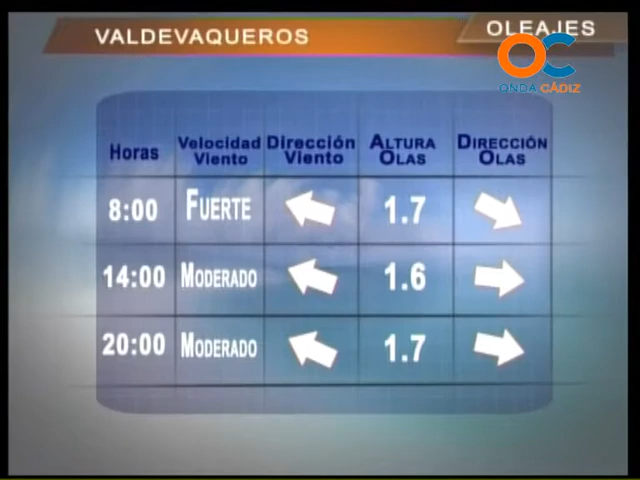 VALDEVAQUEROS
OLEAJES
OC
ONDA CÁDIZ
Horas Velocidad Viento Dirección Viento ALTURA OLAS DIRECCIÓN OLAS
8:00 FUERTE 1.7
14:00 MODERADO 1.6
20:00 MODERADO 1.7